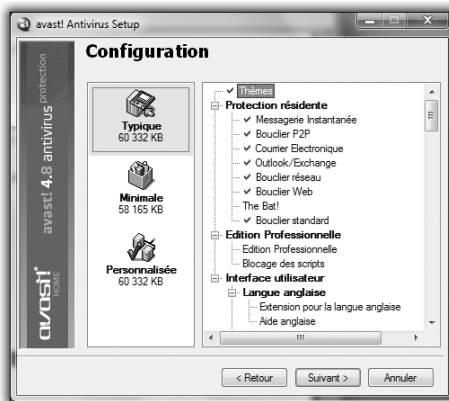 avast! Antivirus Setup
Configuration
avast! 4.8 antivirus protection
avast!
HOME
Typique
60 332 KB
Minimale
58 165 KB
Personnalisée
60 332 KB
Thèmes
Protection résidente
Messagerie Instantanée
Bouclier P2P
Courrier Electronique
Outlook/Exchange
Bouclier réseau
Bouclier Web
The Bat!
Bouclier standard
Edition Professionnelle
Edition Professionnelle
Blocage des scripts
Interface utilisateur
Langue anglaise
Extension pour la langue anglaise
Aide anglaise
< Retour
Suivant >
Annuler